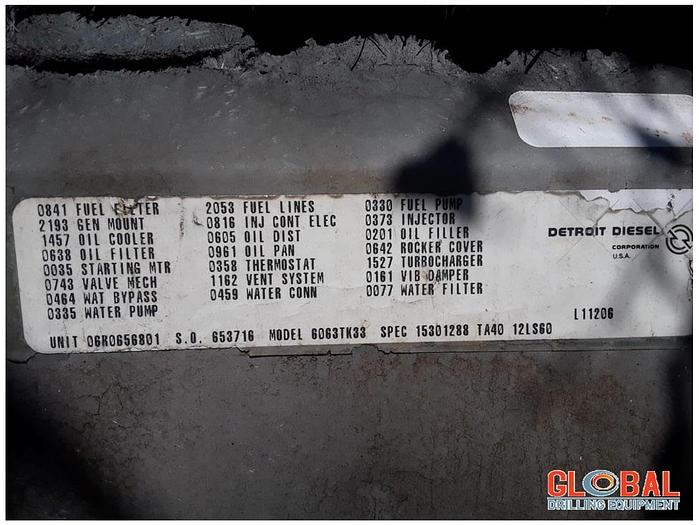 0841 FUEL FILTER 2053 FUEL LINES 0330 FUEL PUMP
2193 GEN MOUNT 0816 INJ CONT ELEC 0373 INJECTOR
1457 OIL COOLER 0605 OIL DIST 0201 OIL FILLER
0638 OIL FILTER 0961 OIL PAN 0642 ROCKER COVER
0035 STARTING MTR 0358 THERMOSTAT 1527 TURBOCHARGER
0743 VALVE MECH 1162 VENT SYSTEM 0161 VIB DAMPER
0464 WAT BYPASS 0459 WATER CONN 0077 WATER FILTER
0335 WATER PUMP
DETROIT DIESEL
CORPORATION
U.S.A.
L11206
UNIT 06R0656801 S.O. 653716 MODEL 6063TK33 SPEC 15301288 TA40 12LS60
GLOBAL
DRILLING EQUIPMENT